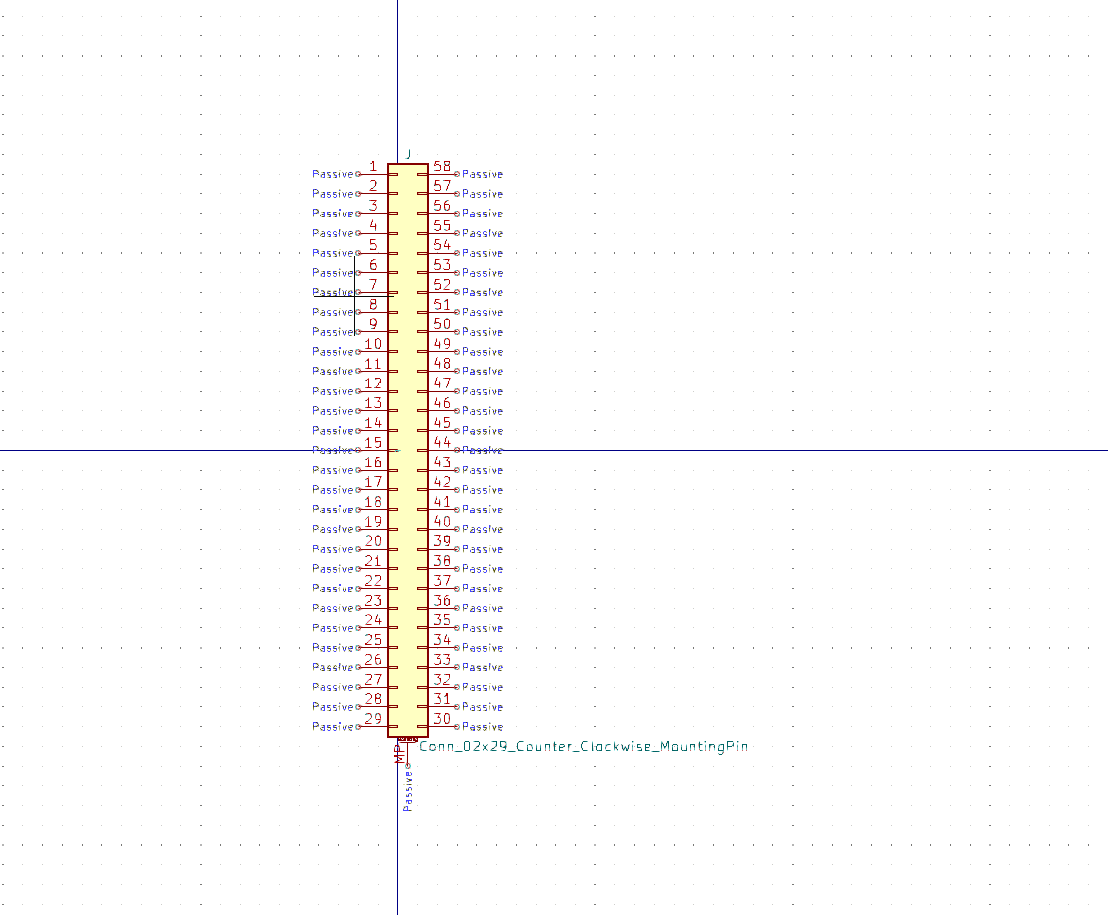 J
Passive 1 58 Passive
Passive 2 57 Passive
Passive 3 56 Passive
Passive 4 55 Passive
Passive 5 54 Passive
Passive 6 53 Passive
Passive 7 52 Passive
Passive 8 51 Passive
Passive 9 50 Passive
Passive 10 49 Passive
Passive 11 48 Passive
Passive 12 47 Passive
Passive 13 46 Passive
Passive 14 45 Passive
Passive 15 44 Passive
Passive 16 43 Passive
Passive 17 42 Passive
Passive 18 41 Passive
Passive 19 40 Passive
Passive 20 39 Passive
Passive 21 38 Passive
Passive 22 37 Passive
Passive 23 36 Passive
Passive 24 35 Passive
Passive 25 34 Passive
Passive 26 33 Passive
Passive 27 32 Passive
Passive 28 31 Passive
Passive 29 30 Passive
MP
Conn_02x29_Counter_Clockwise_MountingPin
Passive